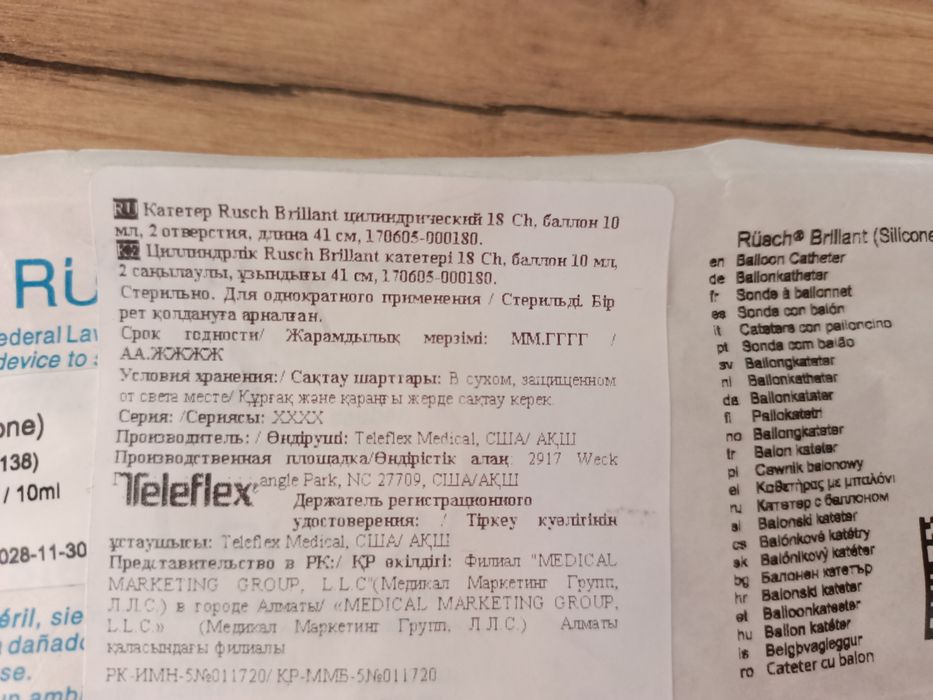 RU Катетер Rusch Brillant цилиндрический 18 Ch, баллон 10
мл, 2 отверстия, длина 41 см, 170605-000180.
KZ Циллиндрлік Rusch Brillant катетері 18 Ch, баллон 10 мл,
2 саңылаулы, ұзындығы 41 см, 170605-000180.
Стерильно. Для однократного применения / Стерильді. Бір
рет қолдануға арналған.
Срок годности/ Жарамдылық мерзімі: ММ.ГГГГ /
АА.ЖЖЖЖ
Условия хранения:/ Сақтау шарттары: В сухом, защищенном
от света месте/ Құрғақ және қараңғы жерде сақтау керек.
Серия: /Сериясы: XXXX
Производитель: / Өндіруші: Teleflex Medical, США/ АҚШ
Производственная площадка/Өндірістік алаң: 2917 Weck
angle Park, NC 27709, США/АҚШ
Teleflex
Держатель регистрационного
удостоверения: / Тіркеу куәлігінің
ұстаушысы: Teleflex Medical, США/ АҚШ
Представительство в РК:/ ҚР өкілдігі: Филиал "MEDICAL
MARKETING GROUP, L.L.C"(Медикал Маркетинг Групп,
Л.Л.С.) в городе Алматы/ «MEDICAL MARKETING GROUP,
L.L.C.» (Медикал Маркетинг Групп, Л.Л.С.) Алматы
қаласындағы филиалы
РК-ИМН-5№011720/ ҚР-ММБ-5№011720
Rü
ederal Law
device to s
one)
138)
/ 10ml
028-11-30
éril, sie
dañado
se.
un amb
Rüsch® Brillant (Silicone
en Balloon Catheter
de Ballonkatheter
fr Sonde à ballonnet
es Sonda con balón
it Catetere con palloncino
pt Sonda com balão
sv Ballongkateter
nl Ballonkatheter
da Ballonkateter
fi Pallokatetri
no Ballongkateter
tr Balon kateter
pl Cewnik balonowy
el Καθετήρας με μπαλόνι
ru Катетер с баллоном
sl Balonski kateter
cs Balónkové katétry
sk Balónikový katéter
bg Балонен катетър
hr Balonski kateter
et Balloonkateeter
hu Ballon katéter
is Belgþvagleggur
ro Cateter cu balon